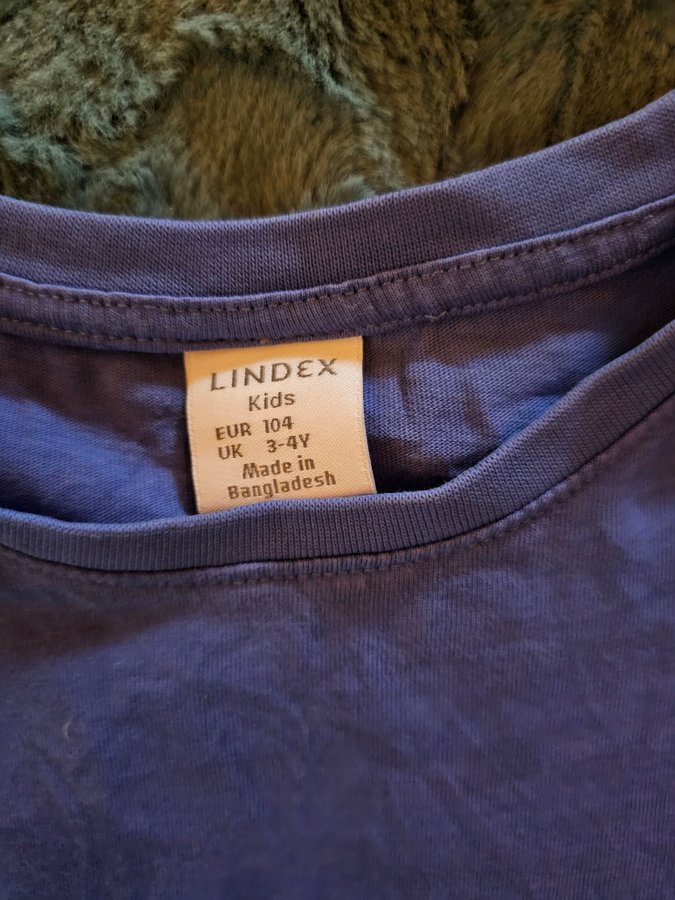 LINDEX
Kids
EUR 104
UK 3-4Y
Made in
Bangladesh